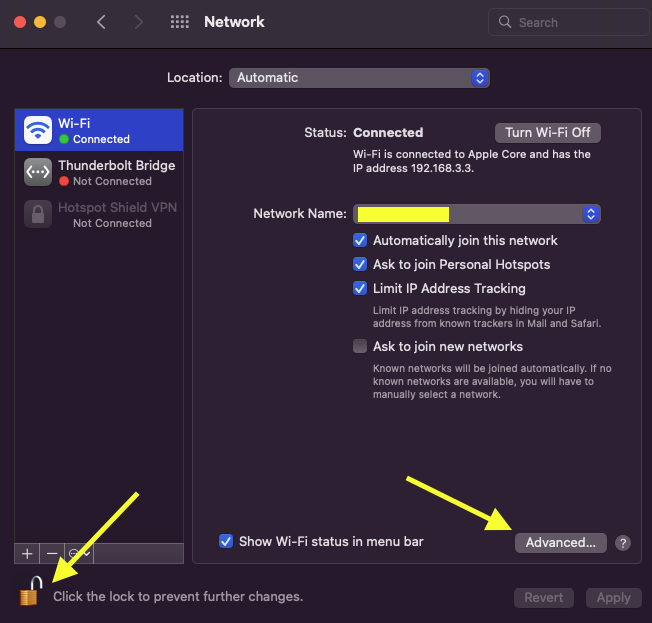 Network
Search
Location: Automatic
Wi-Fi
Connected
Thunderbolt Bridge
Not Connected
Hotspot Shield VPN
Not Connected
Status: Connected
Turn Wi-Fi Off
Wi-Fi is connected to Apple Core and has the
IP address 192.168.3.3.
Network Name:
Automatically join this network
Ask to join Personal Hotspots
Limit IP Address Tracking
Limit IP address tracking by hiding your IP
address from known trackers in Mail and Safari.
Ask to join new networks
Known networks will be joined automatically. If no
known networks are available, you will have to
manually select a network.
Show Wi-Fi status in menu bar
Advanced...
?
Click the lock to prevent further changes.
Revert
Apply